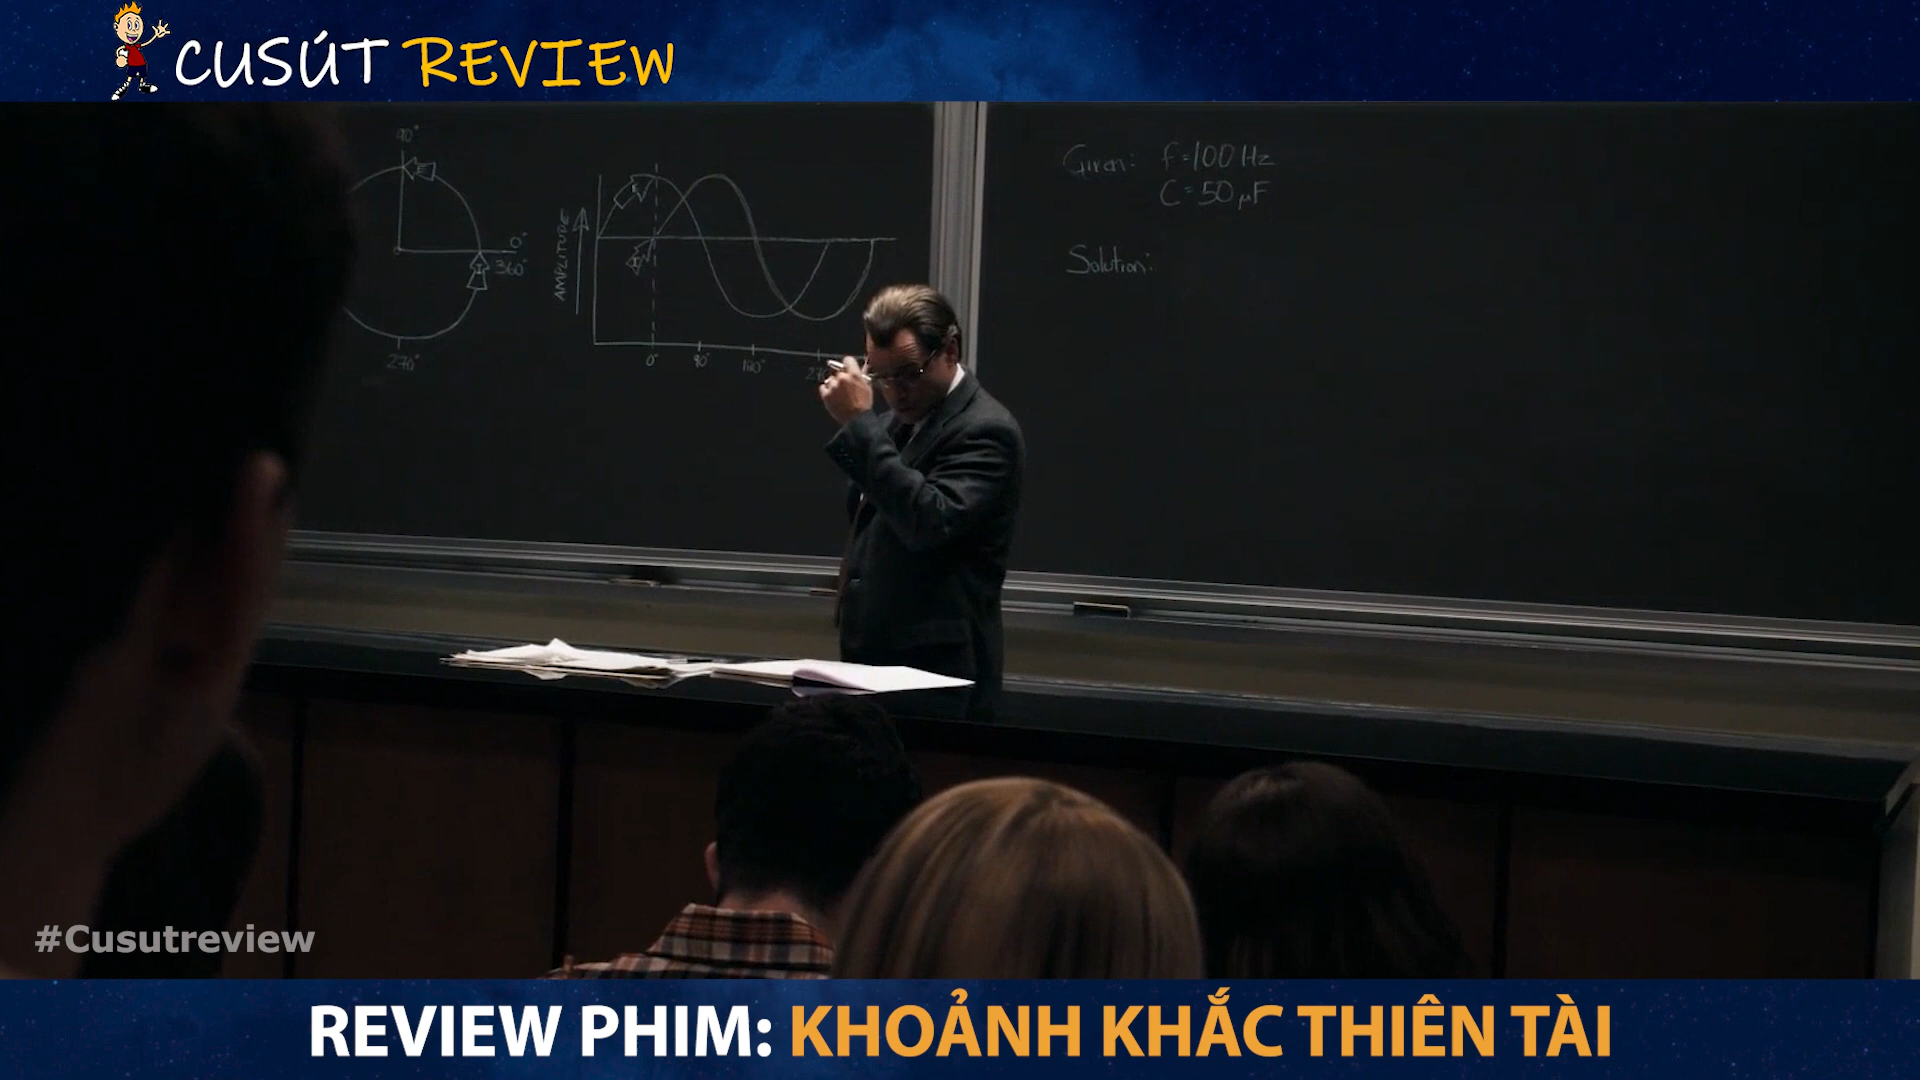 CUSÚT REVIEW
90°
0°
360°
270°
AMPLITUDE
0°
90°
180°
Given: f=100 Hz
C=50 µF
Solution:
#Cusutreview
REVIEW PHIM: KHOẢNH KHẮC THIÊN TÀI